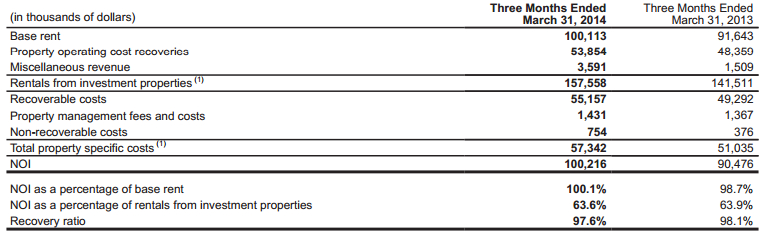 (in thousands of dollars) Three Months Ended March 31, 2014 Three Months Ended March 31, 2013
Base rent 100,113 91,643
Property operating cost recoveries 53,854 48,359
Miscellaneous revenue 3,591 1,509
Rentals from investment properties (1) 157,558 141,511
Recoverable costs 55,157 49,292
Property management fees and costs 1,431 1,367
Non-recoverable costs 754 376
Total property specific costs (1) 57,342 51,035
NOI 100,216 90,476
NOI as a percentage of base rent 100.1% 98.7%
NOI as a percentage of rentals from investment properties 63.6% 63.9%
Recovery ratio 97.6% 98.1%